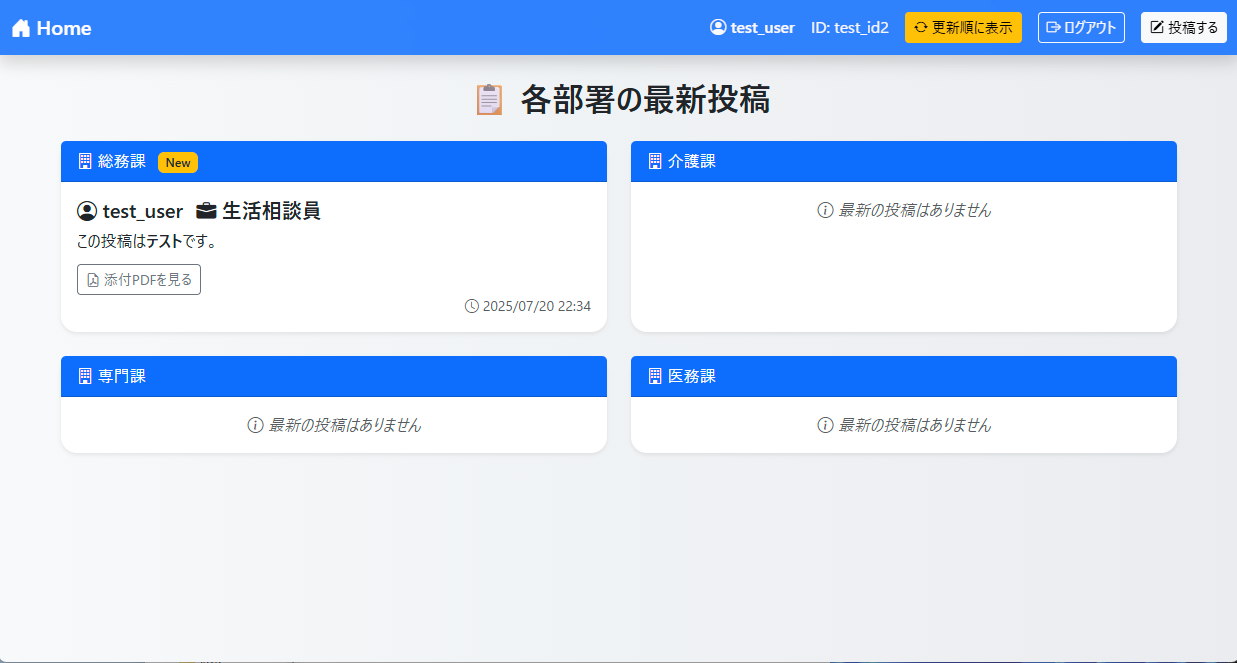 Home
test_user ID: test_id2 更新順に表示 ログアウト 投稿する
各部署の最新投稿
総務課 New
test_user 生活相談員
この投稿はテストです。
添付PDFを見る
2025/07/20 22:34
介護課
最新の投稿はありません
専門課
最新の投稿はありません
医務課
最新の投稿はありません